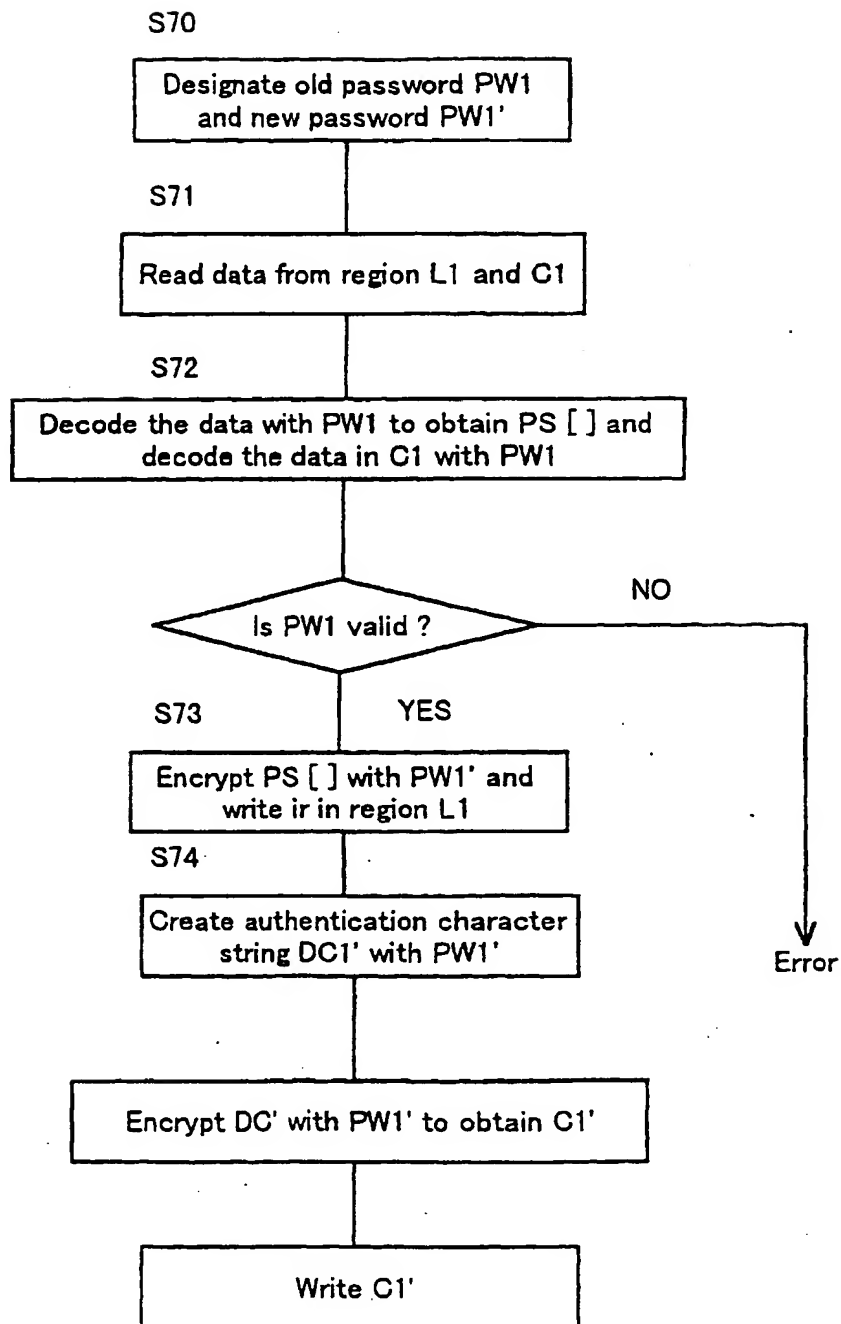 S70
Designate old password PW1
and new password PW1'
S71
Read data from region L1 and C1
S72
Decode the data with PW1 to obtain PS [ ] and
decode the data in C1 with PW1
Is PW1 valid ?
NO
S73
YES
Encrypt PS [ ] with PW1' and
write ir in region L1
S74
Create authentication character
string DC1' with PW1'
Error
Encrypt DC' with PW1' to obtain C1'
Write C1'